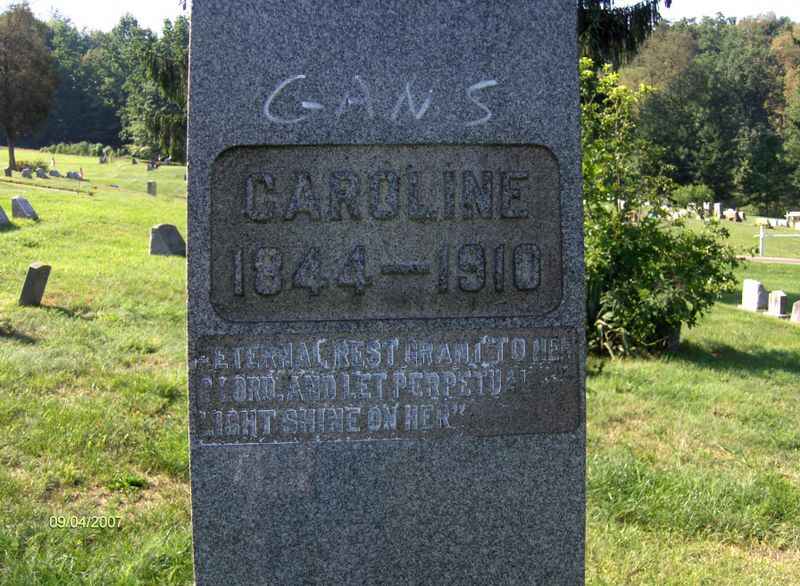 GANS
CAROLINE
1844—1910
"ETERNAL REST GRANT TO HER
O LORD, AND LET PERPETUAL
LIGHT SHINE ON HER"
09/04/2007